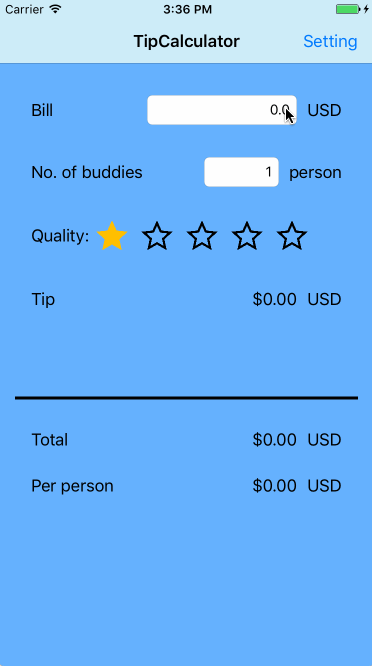 Carrier 3:36 PM
TipCalculator Setting
Bill 0.0 USD
No. of buddies 1 person
Quality:
Tip $0.00 USD
Total $0.00 USD
Per person $0.00 USD